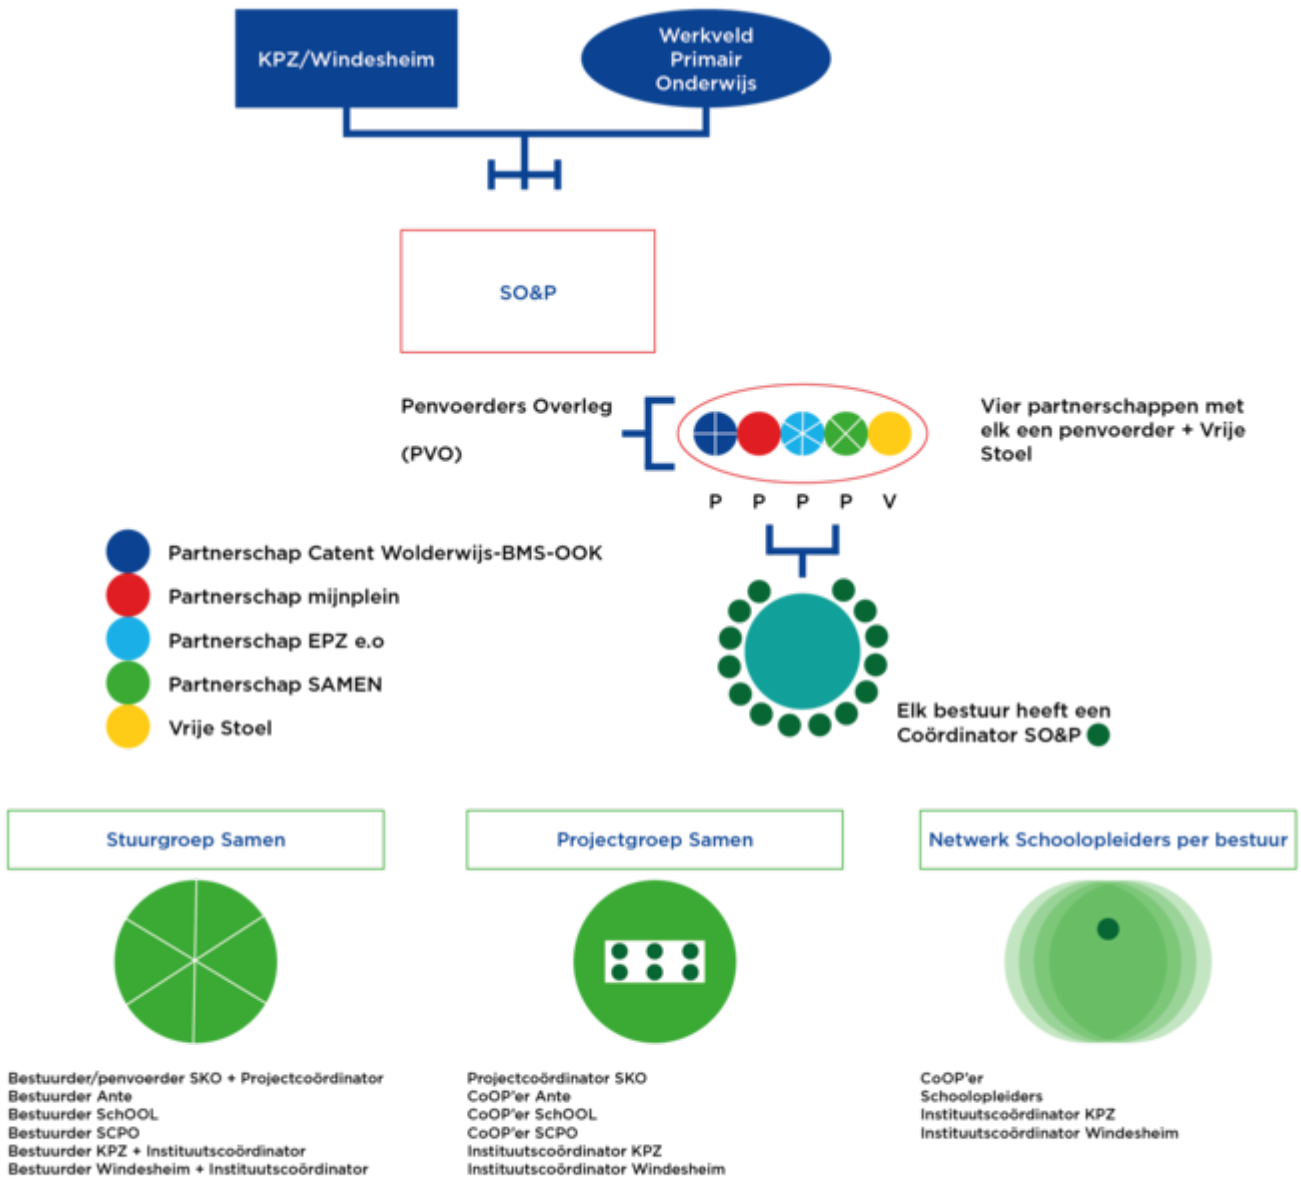 KPZ/Windesheim
Werkveld
Primair
Onderwijs
SO&P
Penvoerders Overleg
(PVO)
Vier partnerschappen met
elk een penvoerder + Vrije
Stoel
P P P P V
Partnerschap Catent Wolderwijs-BMS-OOK
Partnerschap mijnplein
Partnerschap EPZ e.o
Partnerschap SAMEN
Vrije Stoel
Elk bestuur heeft een
Coördinator SO&P
Stuurgroep Samen
Bestuurder/penvoerder SKO + Projectcoördinator
Bestuurder Ante
Bestuurder SchOOL
Bestuurder SCPO
Bestuurder KPZ + Instituutscoördinator
Bestuurder Windesheim + Instituutscoördinator
Projectgroep Samen
Projectcoördinator SKO
CoOP'er Ante
CoOP'er SchOOL
CoOP'er SCPO
Instituutscoördinator KPZ
Instituutscoördinator Windesheim
Netwerk Schoolopleiders per bestuur
CoOP'er
Schoolopleiders
Instituutscoördinator KPZ
Instituutscoördinator Windesheim